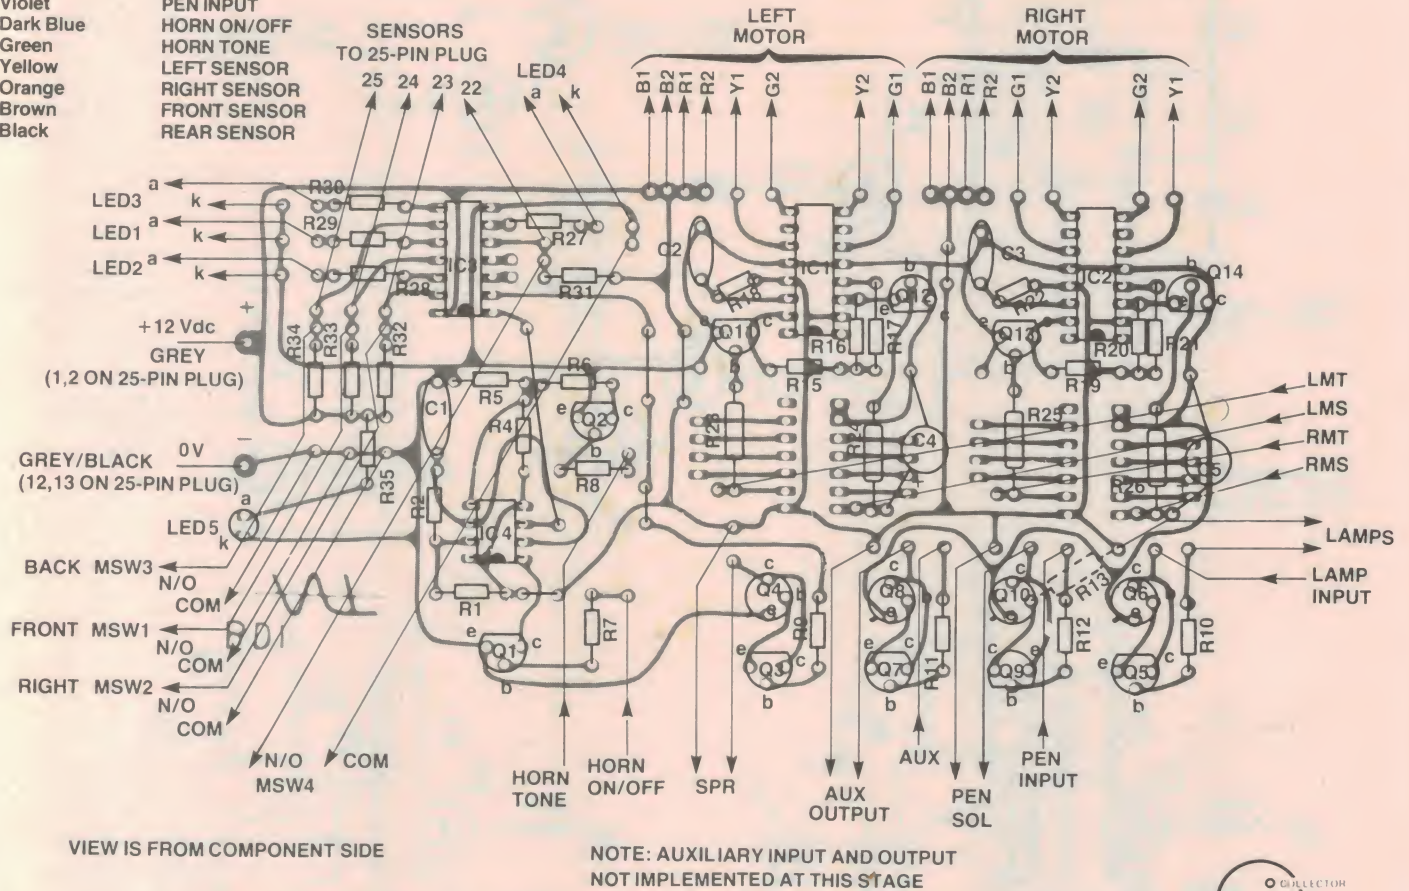 Violet PEN INPUT
Dark Blue HORN ON/OFF
Green HORN TONE
Yellow LEFT SENSOR
Orange RIGHT SENSOR
Brown FRONT SENSOR
Black REAR SENSOR
SENSORS
TO 25-PIN PLUG
25 24 23 22
LED4
a k
LEFT
MOTOR
B1 B2 R1 R2 Y1 G2 Y2 G1
RIGHT
MOTOR
B1 B2 R1 R2 G1 Y2 G2 Y1
LED3 a
k
LED1 a
k
LED2 a
k
R30
R29
R28
IC3
R27
R31
C2
R18
IC1
e Q11 c
b
R16
R17
R15
b
e Q12 c
C3
R22
IC2
e Q13 c
b
R20
R21
R19
b
Q14
e c
+
+12 Vdc
GREY
(1,2 ON 25-PIN PLUG)
R34
R33
R32
C1
R5
R6
R4
e Q2 c
b
R8
R23
R24
C4
+
R25
R26
C5
LMT
LMS
RMT
RMS
–
0V
GREY/BLACK
(12,13 ON 25-PIN PLUG)
R35
R2
IC4
a
LED5
k
BACK MSW3
N/O
COM
FRONT MSW1
N/O
COM
RIGHT MSW2
N/O
COM
N/O
MSW4
COM
R1
R7
e Q1 c
b
c
Q4 b
e
R9
e Q3 c
b
c
Q8
e
e Q7 c
b
R11
c
Q10
e
e Q9 c
b
R12
R13
c
Q6
e
e Q5 c
b
R10
LAMPS
LAMP
INPUT
HORN
TONE
HORN
ON/OFF
SPR
AUX
OUTPUT
AUX
PEN
SOL
PEN
INPUT
VIEW IS FROM COMPONENT SIDE
NOTE: AUXILIARY INPUT AND OUTPUT
NOT IMPLEMENTED AT THIS STAGE
COLLECTOR